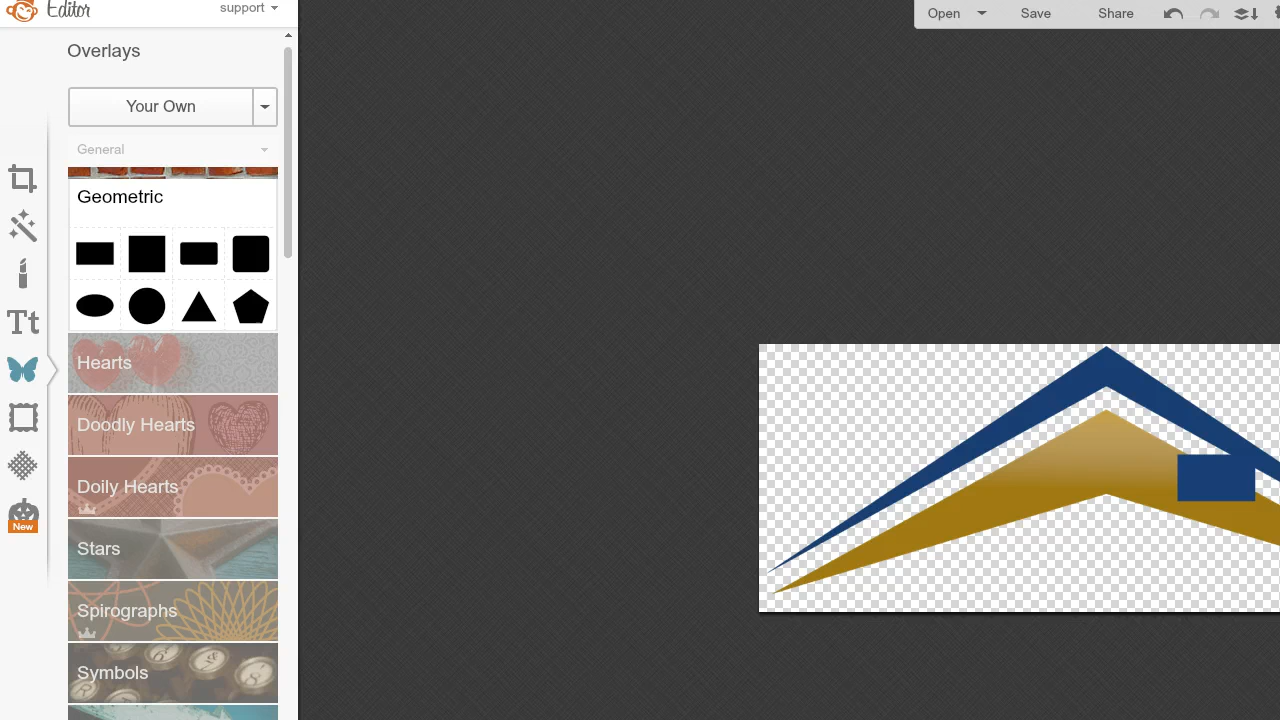 Editor
support
Open
Save
Share
Overlays
Your Own
General
Geometric
Hearts
Doodly Hearts
Doily Hearts
Stars
Spirographs
Symbols
Tt
New